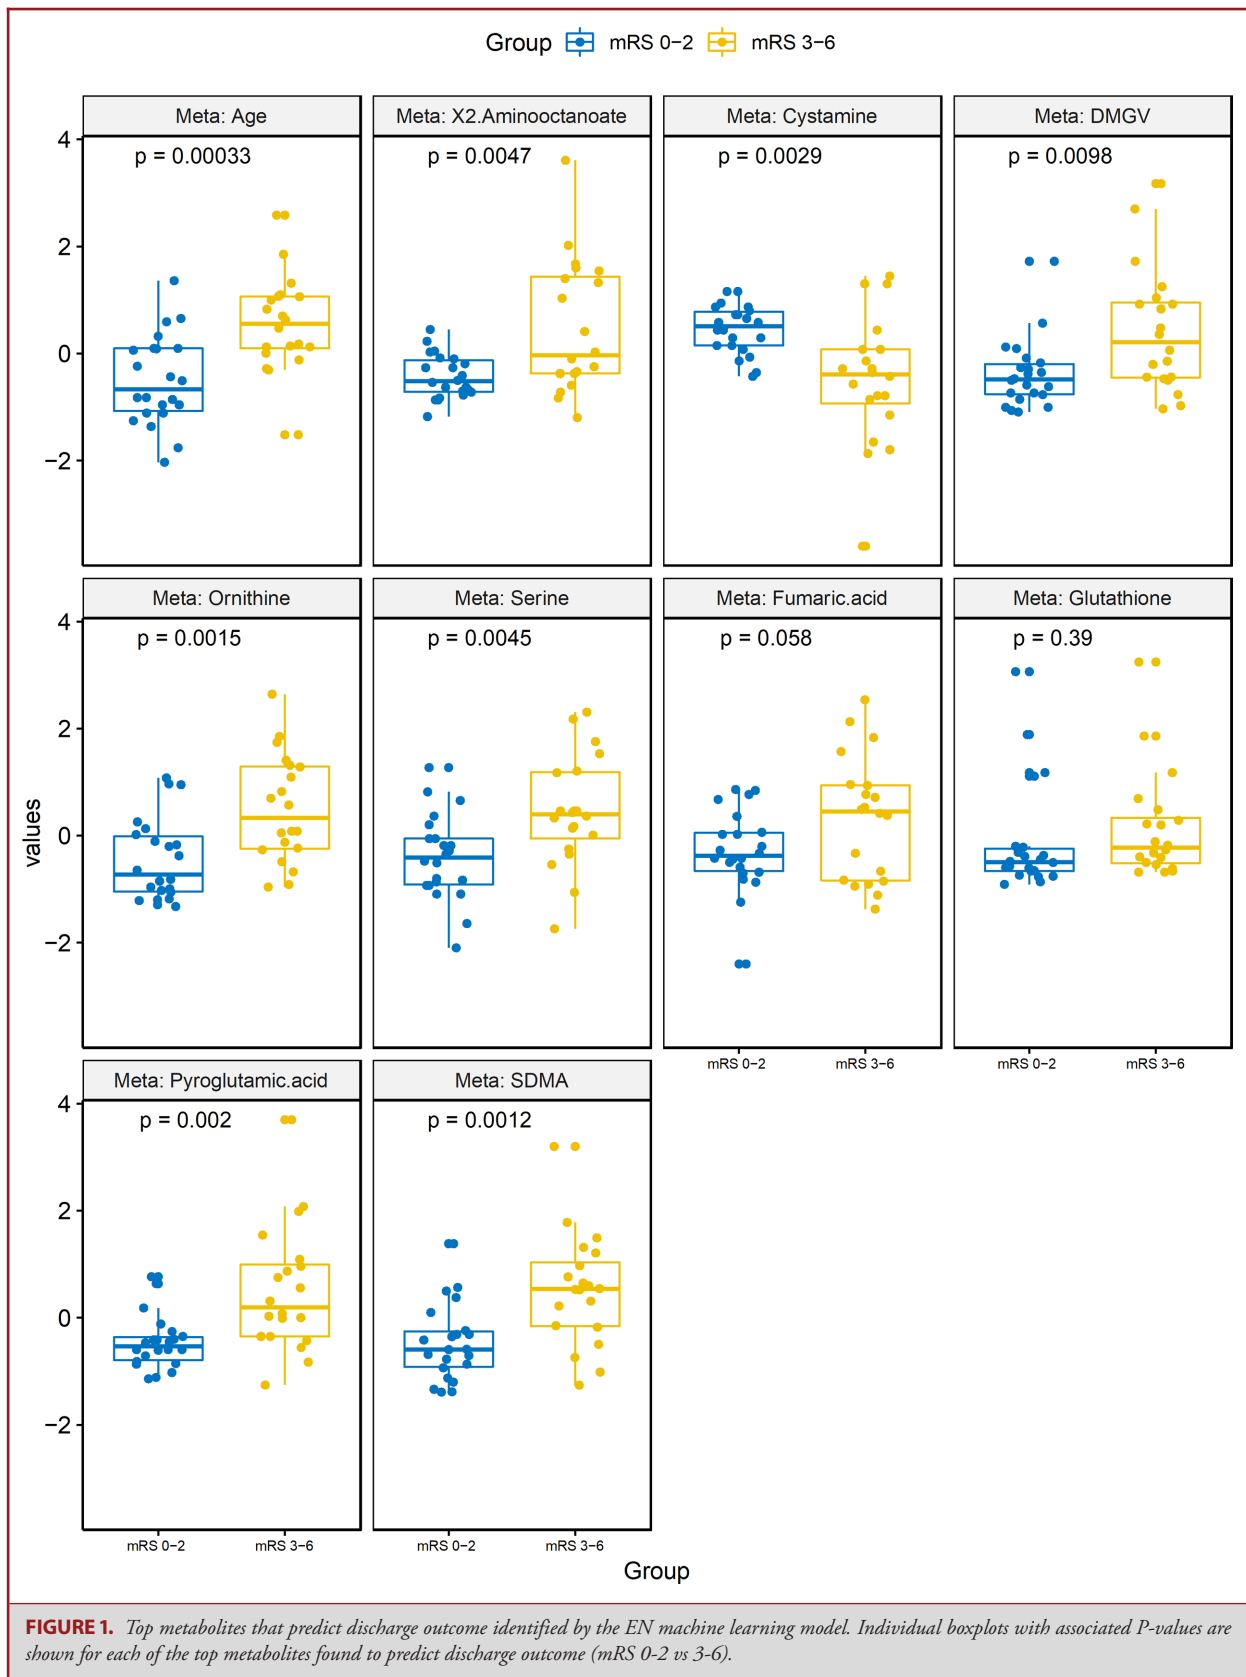 Group mRS 0−2 mRS 3−6
Meta: Age Meta: X2.Aminooctanoate Meta: Cystamine Meta: DMGV
p = 0.00033 p = 0.0047 p = 0.0029 p = 0.0098
4
2
0
−2
Meta: Ornithine Meta: Serine Meta: Fumaric.acid Meta: Glutathione
p = 0.0015 p = 0.0045 p = 0.058 p = 0.39
4
2
0
−2
values
mRS 0−2 mRS 3−6 mRS 0−2 mRS 3−6
Meta: Pyroglutamic.acid Meta: SDMA
p = 0.002 p = 0.0012
4
2
0
−2
mRS 0−2 mRS 3−6 mRS 0−2 mRS 3−6
Group
FIGURE 1. Top metabolites that predict discharge outcome identified by the EN machine learning model. Individual boxplots with associated P-values are
shown for each of the top metabolites found to predict discharge outcome (mRS 0-2 vs 3-6).